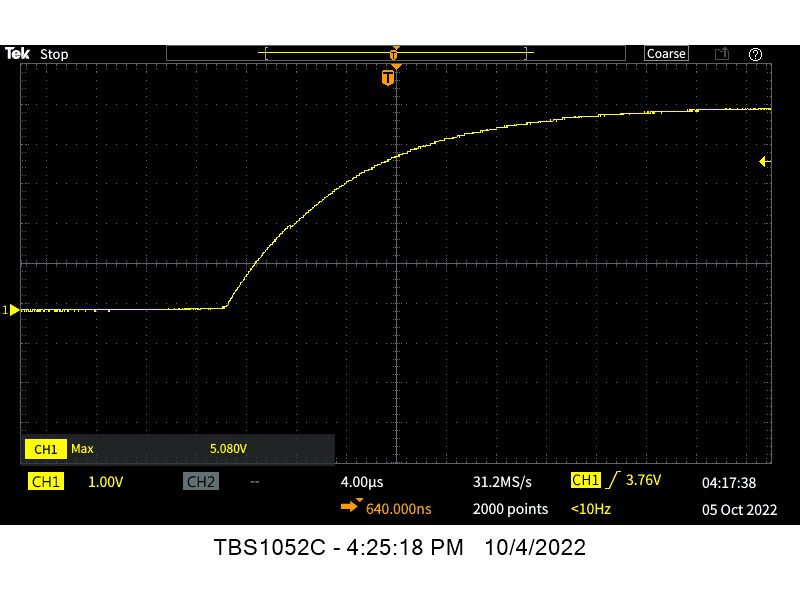 Tek Stop Coarse ?
T
T
1
CH1 Max 5.080V
CH1 1.00V CH2 -- 4.00µs 31.2MS/s CH1 3.76V 04:17:38
640.000ns 2000 points <10Hz 05 Oct 2022
TBS1052C - 4:25:18 PM 10/4/2022